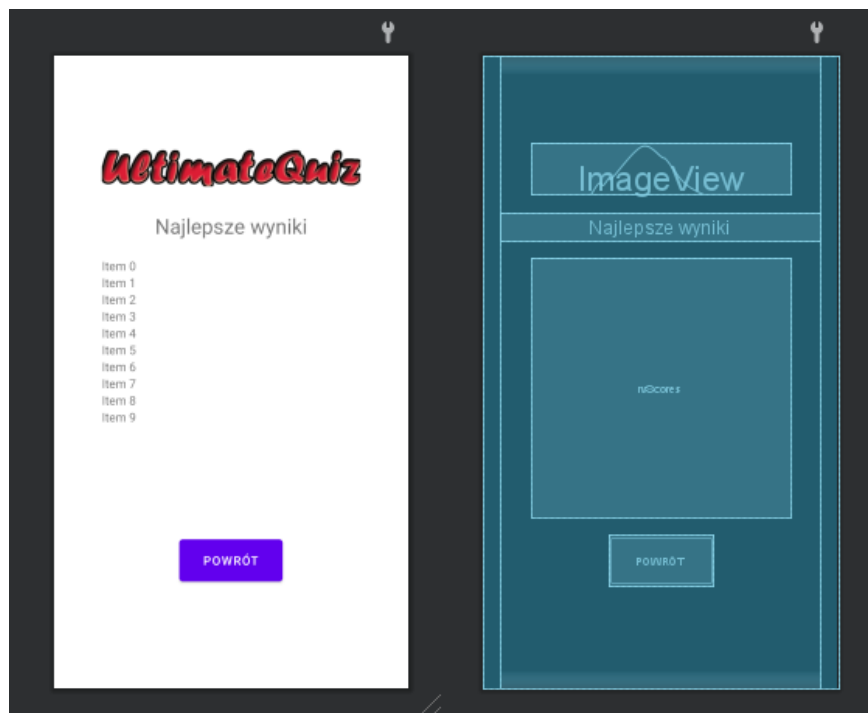 UltimateQuiz
Najlepsze wyniki
Item 0
Item 1
Item 2
Item 3
Item 4
Item 5
Item 6
Item 7
Item 8
Item 9
POWRÓT
ImageView
Najlepsze wyniki
POWRÓT